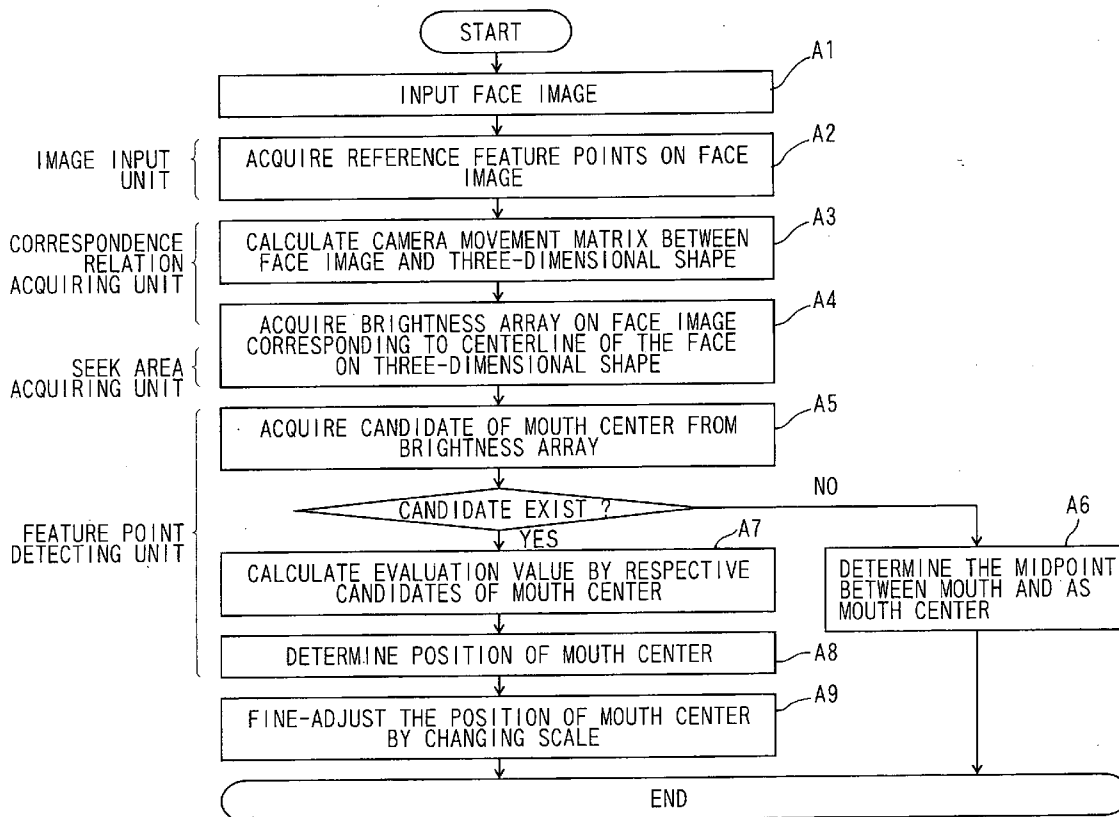 START
A1
INPUT FACE IMAGE
A2
IMAGE INPUT
UNIT
ACQUIRE REFERENCE FEATURE POINTS ON FACE
IMAGE
A3
CORRESPONDENCE
RELATION
ACQUIRING UNIT
CALCULATE CAMERA MOVEMENT MATRIX BETWEEN
FACE IMAGE AND THREE-DIMENSIONAL SHAPE
A4
SEEK AREA
ACQUIRING UNIT
ACQUIRE BRIGHTNESS ARRAY ON FACE IMAGE
CORRESPONDING TO CENTERLINE OF THE FACE
ON THREE-DIMENSIONAL SHAPE
A5
ACQUIRE CANDIDATE OF MOUTH CENTER FROM
BRIGHTNESS ARRAY
CANDIDATE EXIST ?
NO
YES
FEATURE POINT
DETECTING UNIT
A7
CALCULATE EVALUATION VALUE BY RESPECTIVE
CANDIDATES OF MOUTH CENTER
A6
DETERMINE THE MIDPOINT
BETWEEN MOUTH AND AS
MOUTH CENTER
DETERMINE POSITION OF MOUTH CENTER
A8
A9
FINE-ADJUST THE POSITION OF MOUTH CENTER
BY CHANGING SCALE
END